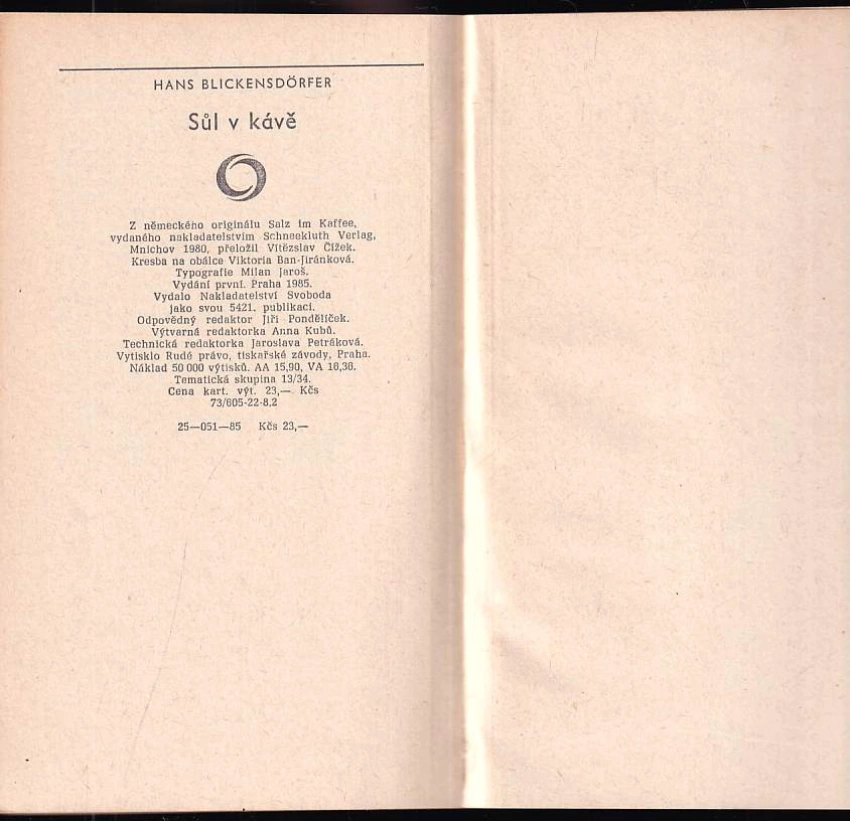 HANS BLICKENSDÖRFER
Sůl v kávě
Z německého originálu Salz im Kaffee,
vydaného nakladatelstvím Schneekluth Verlag,
Mnichov 1980, přeložil Vítězslav Čížek.
Kresba na obálce Viktoria Ban-Jiránková.
Typografie Milan Jaroš.
Vydání první. Praha 1985.
Vydalo Nakladatelství Svoboda
jako svou 5421. publikaci.
Odpovědný redaktor Jiří Pondělíček.
Výtvarná redaktorka Anna Kubů.
Technická redaktorka Jaroslava Petráková.
Vytisklo Rudé právo, tiskařské závody, Praha.
Náklad 50 000 výtisků. AA 15,90, VA 16,36.
Tematická skupina 13/34.
Cena kart. výt. 23,— Kčs
73/605-22-8.2
25—051—85 Kčs 23,—